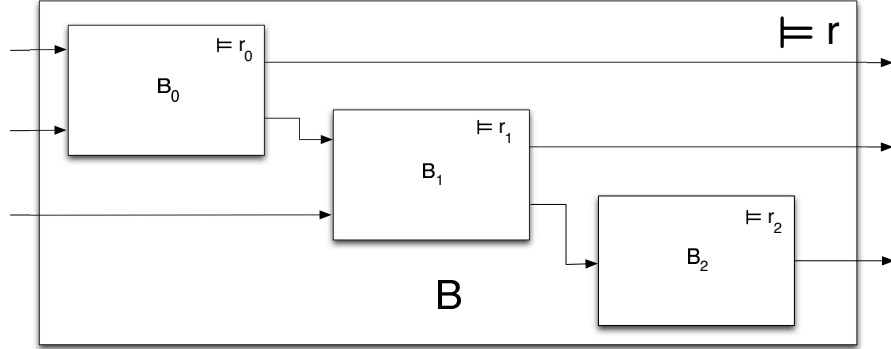 ⊨ r
⊨ r₀
B₀
⊨ r₁
B₁
⊨ r₂
B₂
B